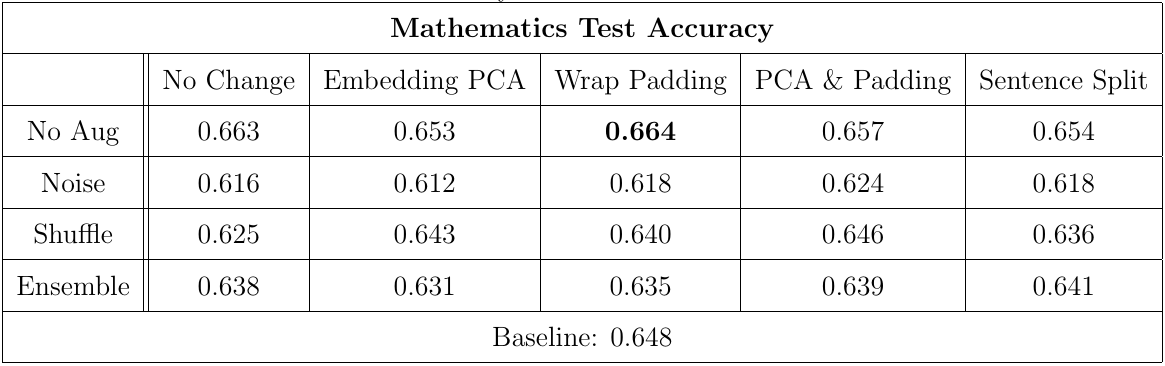 Mathematics Test Accuracy
No Change Embedding PCA Wrap Padding PCA & Padding Sentence Split
No Aug 0.663 0.653 0.664 0.657 0.654
Noise 0.616 0.612 0.618 0.624 0.618
Shuffle 0.625 0.643 0.640 0.646 0.636
Ensemble 0.638 0.631 0.635 0.639 0.641
Baseline: 0.648